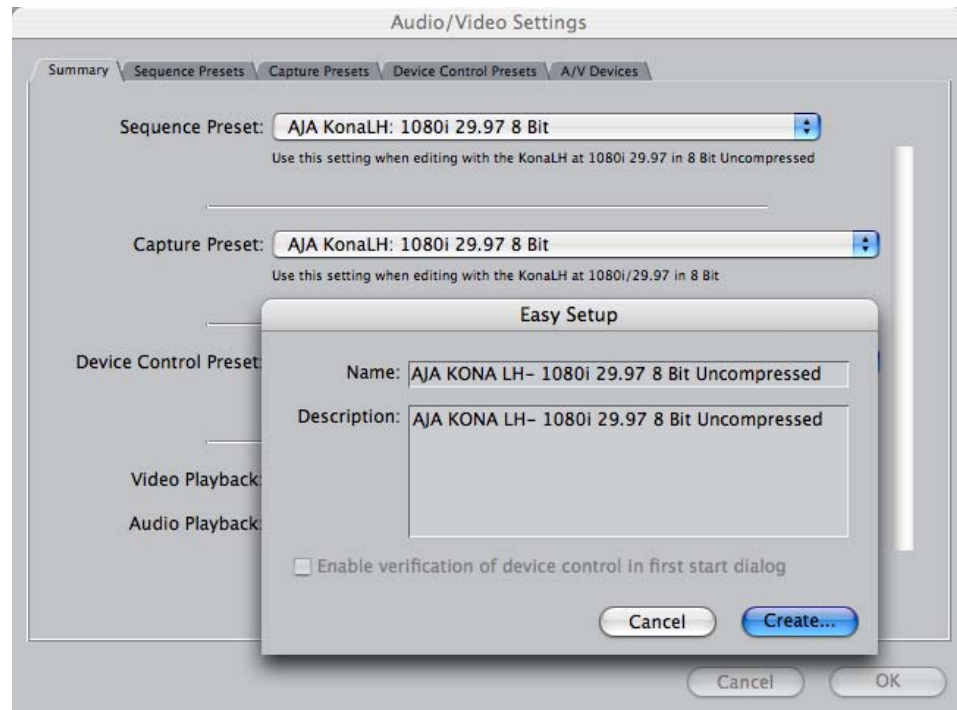 Audio/Video Settings
Summary
Sequence Presets
Capture Presets
Device Control Presets
A/V Devices
Sequence Preset: AJA KonaLH: 1080i 29.97 8 Bit
Use this setting when editing with the KonaLH at 1080i 29.97 in 8 Bit Uncompressed
Capture Preset: AJA KonaLH: 1080i 29.97 8 Bit
Use this setting when editing with the KonaLH at 1080i/29.97 in 8 Bit
Device Control Preset:
Video Playback:
Audio Playback:
Easy Setup
Name: AJA KONA LH- 1080i 29.97 8 Bit Uncompressed
Description: AJA KONA LH- 1080i 29.97 8 Bit Uncompressed
Enable verification of device control in first start dialog
Cancel
Create...
Cancel
OK